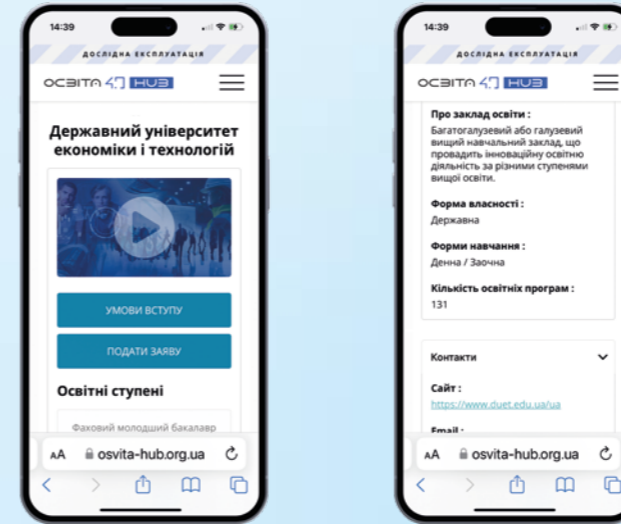 14:39
ДОСЛІДНА ЕКСПЛУАТАЦІЯ
ОСВІТА 4.0 HUB
Державний університет
економіки і технологій
УМОВИ ВСТУПУ
ПОДАТИ ЗАЯВУ
Освітні ступені
Фаховий молодший бакалавр
AA osvita-hub.org.ua
14:39
ДОСЛІДНА ЕКСПЛУАТАЦІЯ
ОСВІТА 4.0 HUB
Про заклад освіти :
Багатогалузевий або галузевий
вищий навчальний заклад, що
провадить інноваційну освітню
діяльність за різними ступенями
вищої освіти.
Форма власності :
Державна
Форми навчання :
Денна / Заочна
Кількість освітніх програм :
131
Контакти
Сайт :
https://www.duet.edu.ua/ua
Email :
AA osvita-hub.org.ua